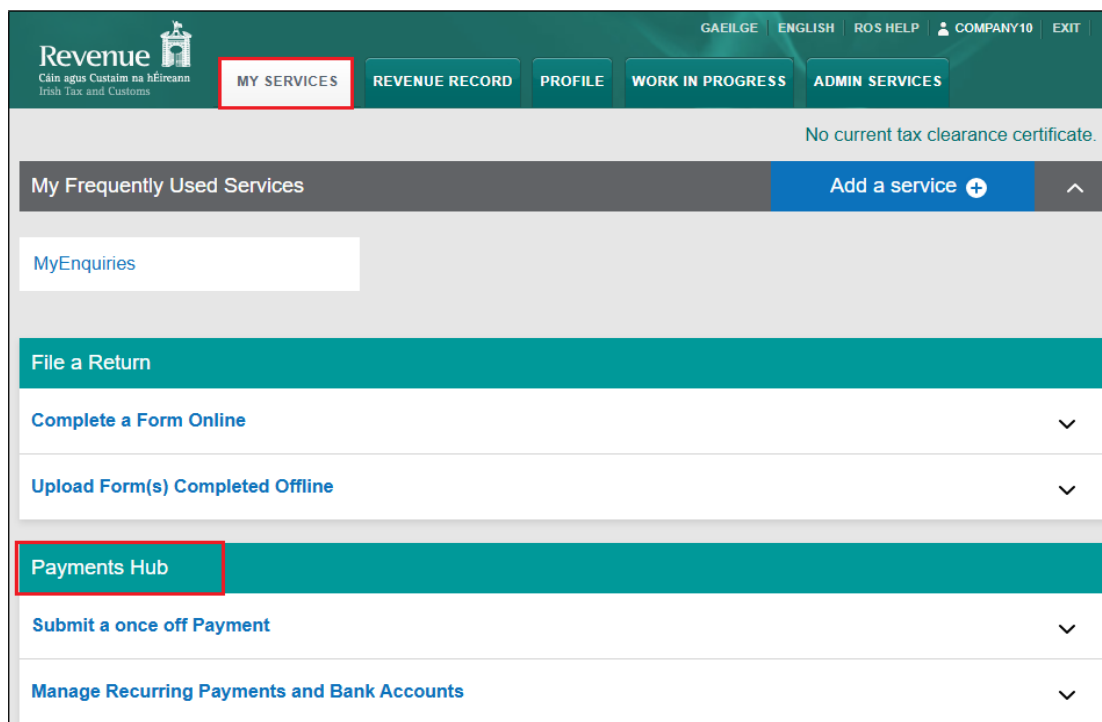 GAEILGE ENGLISH ROS HELP COMPANY10 EXIT
Revenue
Cáin agus Custaim na hÉireann
Irish Tax and Customs
MY SERVICES REVENUE RECORD PROFILE WORK IN PROGRESS ADMIN SERVICES
No current tax clearance certificate.
My Frequently Used Services Add a service
MyEnquiries
File a Return
Complete a Form Online
Upload Form(s) Completed Offline
Payments Hub
Submit a once off Payment
Manage Recurring Payments and Bank Accounts